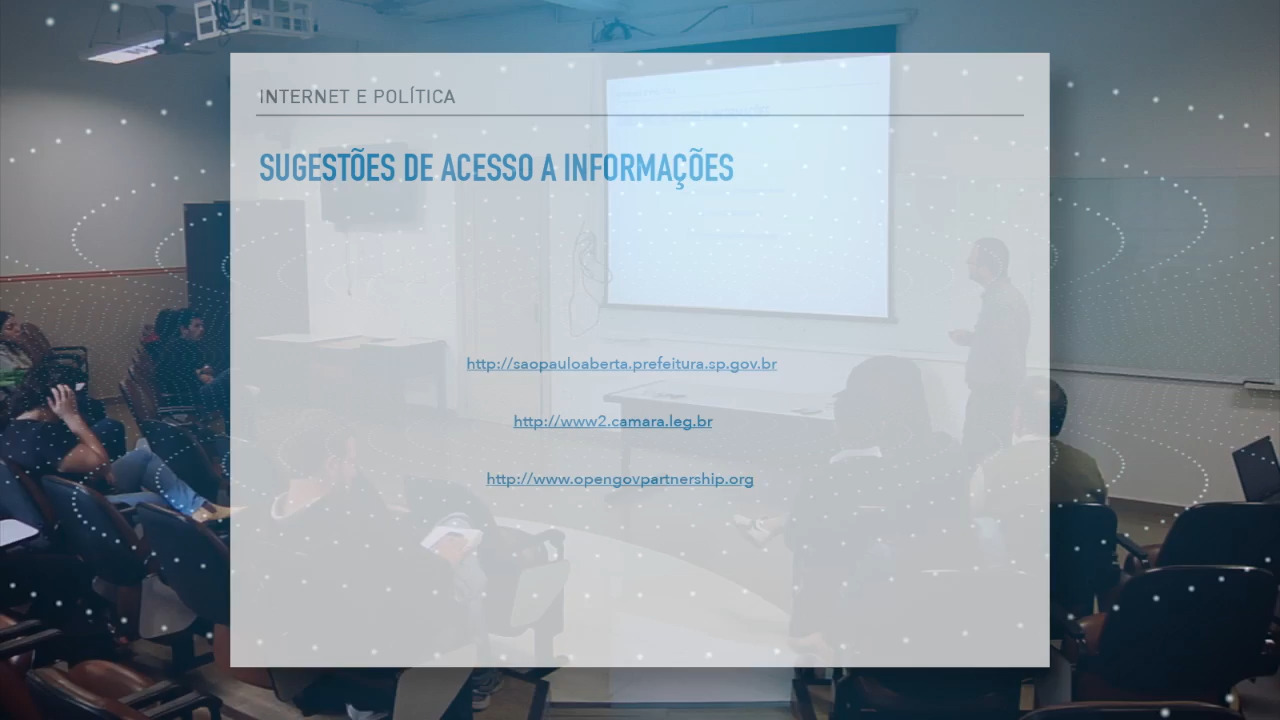 INTERNET E POLÍTICA
SUGESTÕES DE ACESSO A INFORMAÇÕES
http://saopauloaberta.prefeitura.sp.gov.br
http://www2.camara.leg.br
http://www.opengovpartnership.org